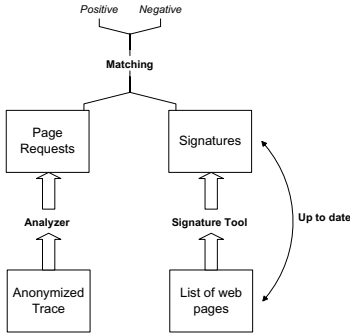 Positive Negative
Matching
Page
Requests
Signatures
Analyzer
Signature Tool
Up to date
Anonymized
Trace
List of web
pages